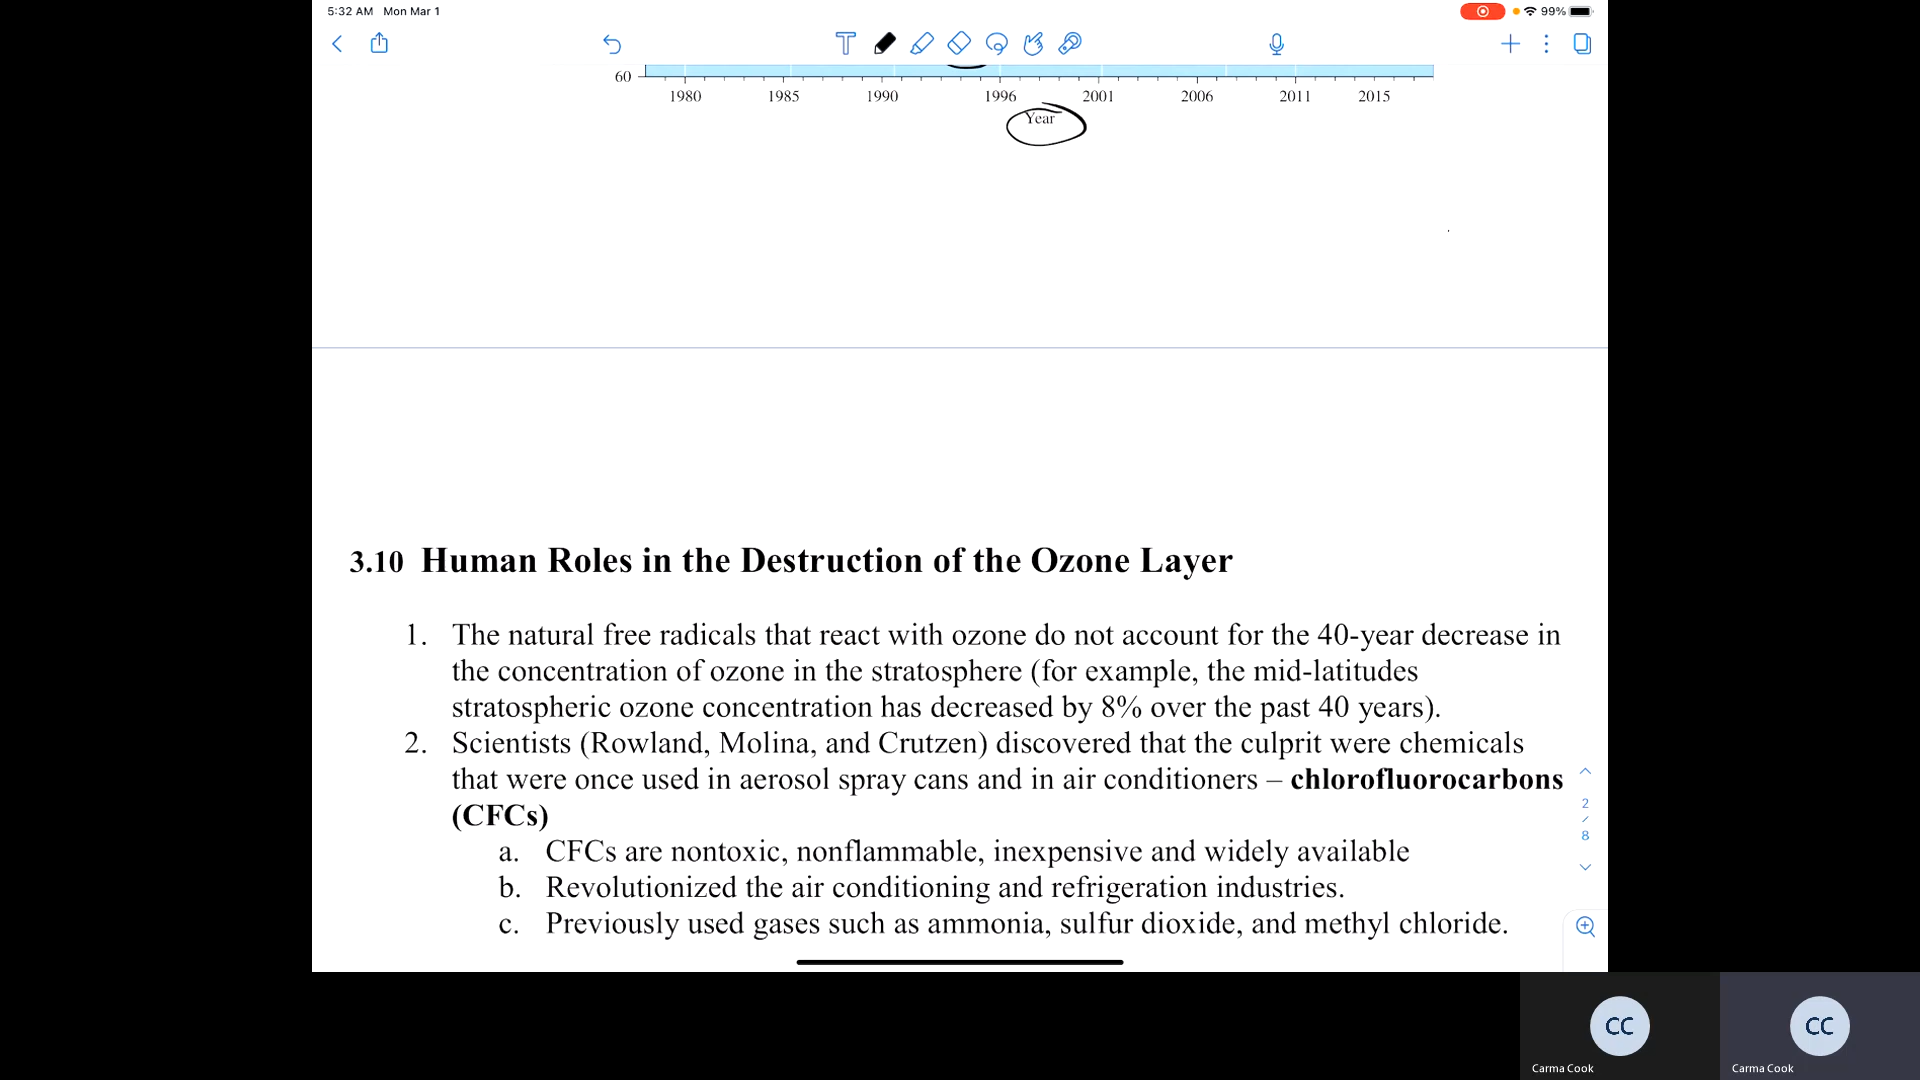 5:32 AM Mon Mar 1
99%
60
1980 1985 1990 1996 2001 2006 2011 2015
Year
3.10 Human Roles in the Destruction of the Ozone Layer
1. The natural free radicals that react with ozone do not account for the 40-year decrease in
the concentration of ozone in the stratosphere (for example, the mid-latitudes
stratospheric ozone concentration has decreased by 8% over the past 40 years).
2. Scientists (Rowland, Molina, and Crutzen) discovered that the culprit were chemicals
that were once used in aerosol spray cans and in air conditioners – chlorofluorocarbons
(CFCs)
a. CFCs are nontoxic, nonflammable, inexpensive and widely available
b. Revolutionized the air conditioning and refrigeration industries.
c. Previously used gases such as ammonia, sulfur dioxide, and methyl chloride.
2
/
8
CC CC
Carma Cook Carma Cook